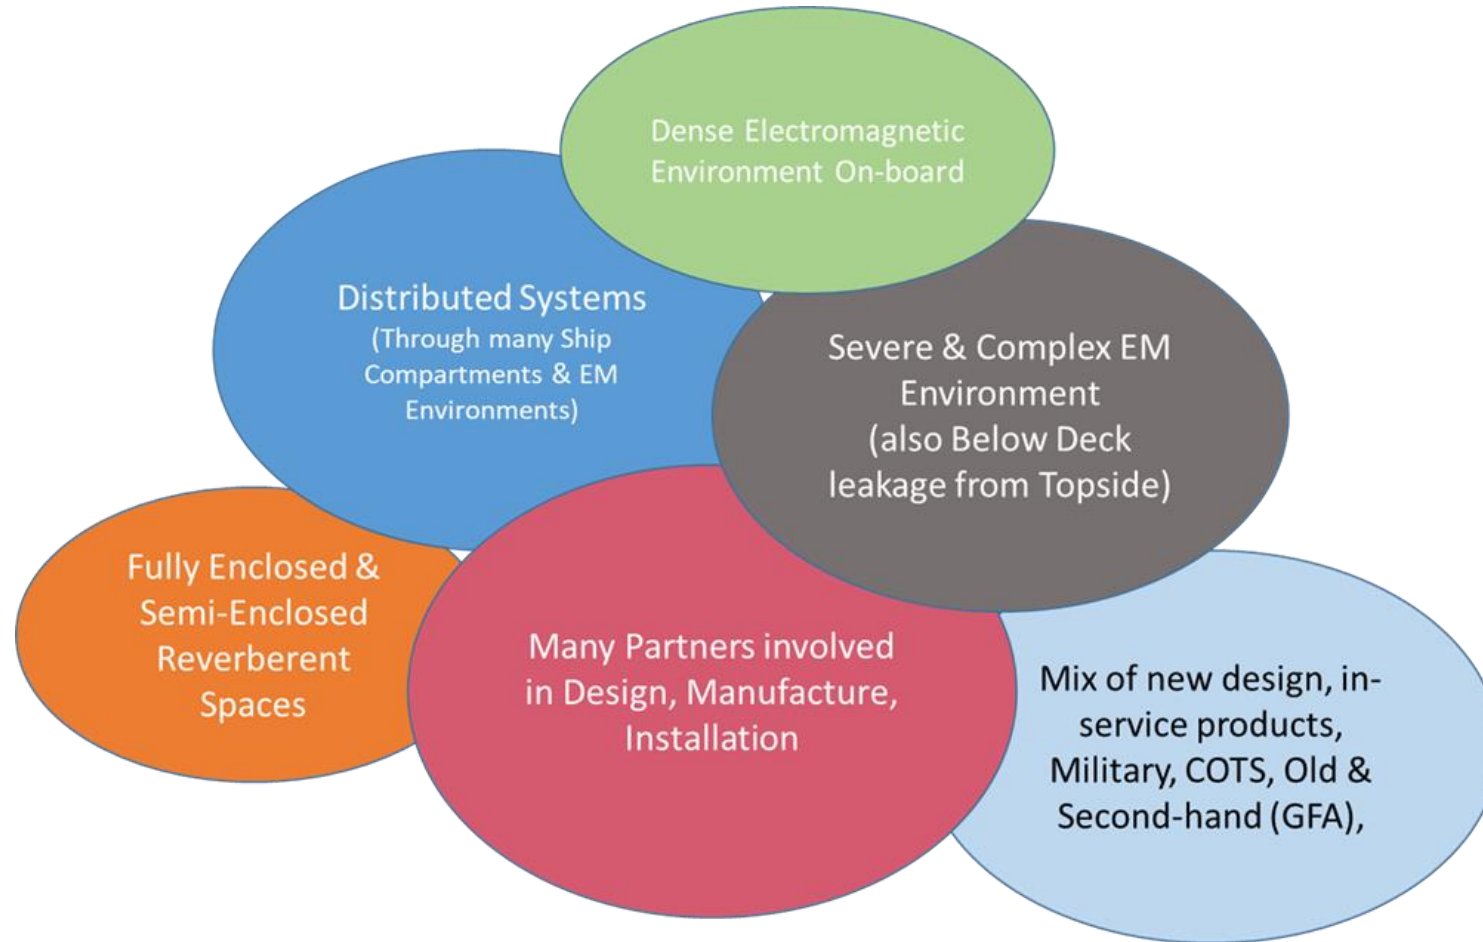 Dense Electromagnetic
Environment On-board
Distributed Systems
(Through many Ship
Compartments & EM
Environments)
Severe & Complex EM
Environment
(also Below Deck
leakage from Topside)
Fully Enclosed &
Semi-Enclosed
Reverberent
Spaces
Many Partners involved
in Design, Manufacture,
Installation
Mix of new design, in-
service products,
Military, COTS, Old &
Second-hand (GFA),